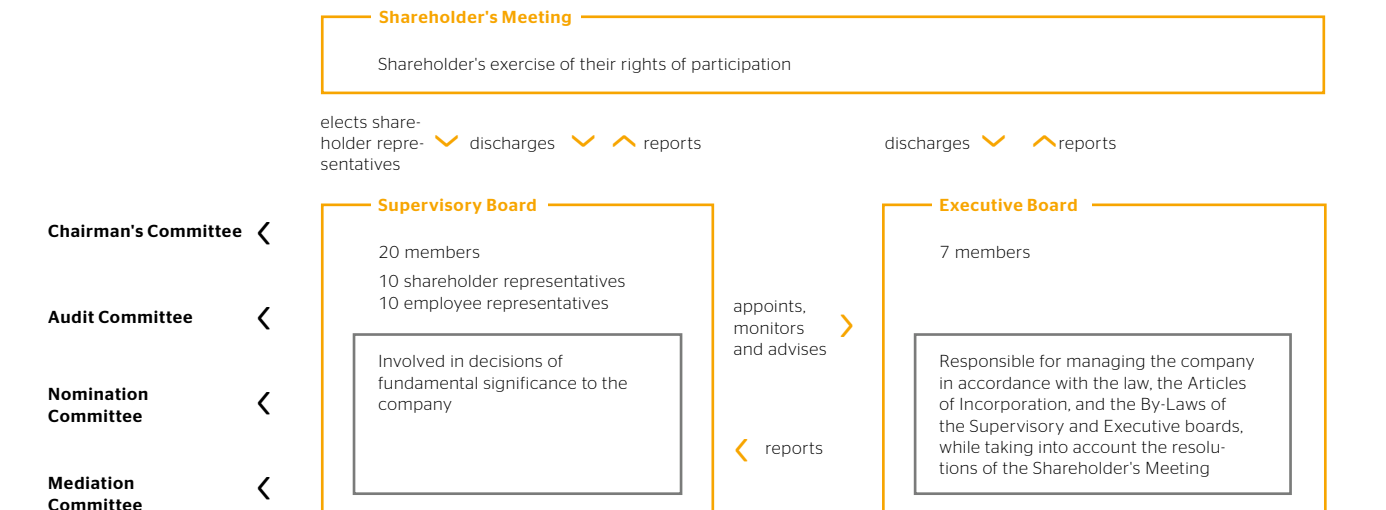 Shareholder's Meeting
Shareholder's exercise of their rights of participation
elects share-
holder repre-
sentatives
discharges
reports
discharges
reports
Chairman's Committee
Audit Committee
Nomination
Committee
Mediation
Committee
Supervisory Board
20 members
10 shareholder representatives
10 employee representatives
Involved in decisions of
fundamental significance to the
company
appoints,
monitors
and advises
reports
Executive Board
7 members
Responsible for managing the company
in accordance with the law, the Articles
of Incorporation, and the By-Laws of
the Supervisory and Executive boards,
while taking into account the resolu-
tions of the Shareholder's Meeting